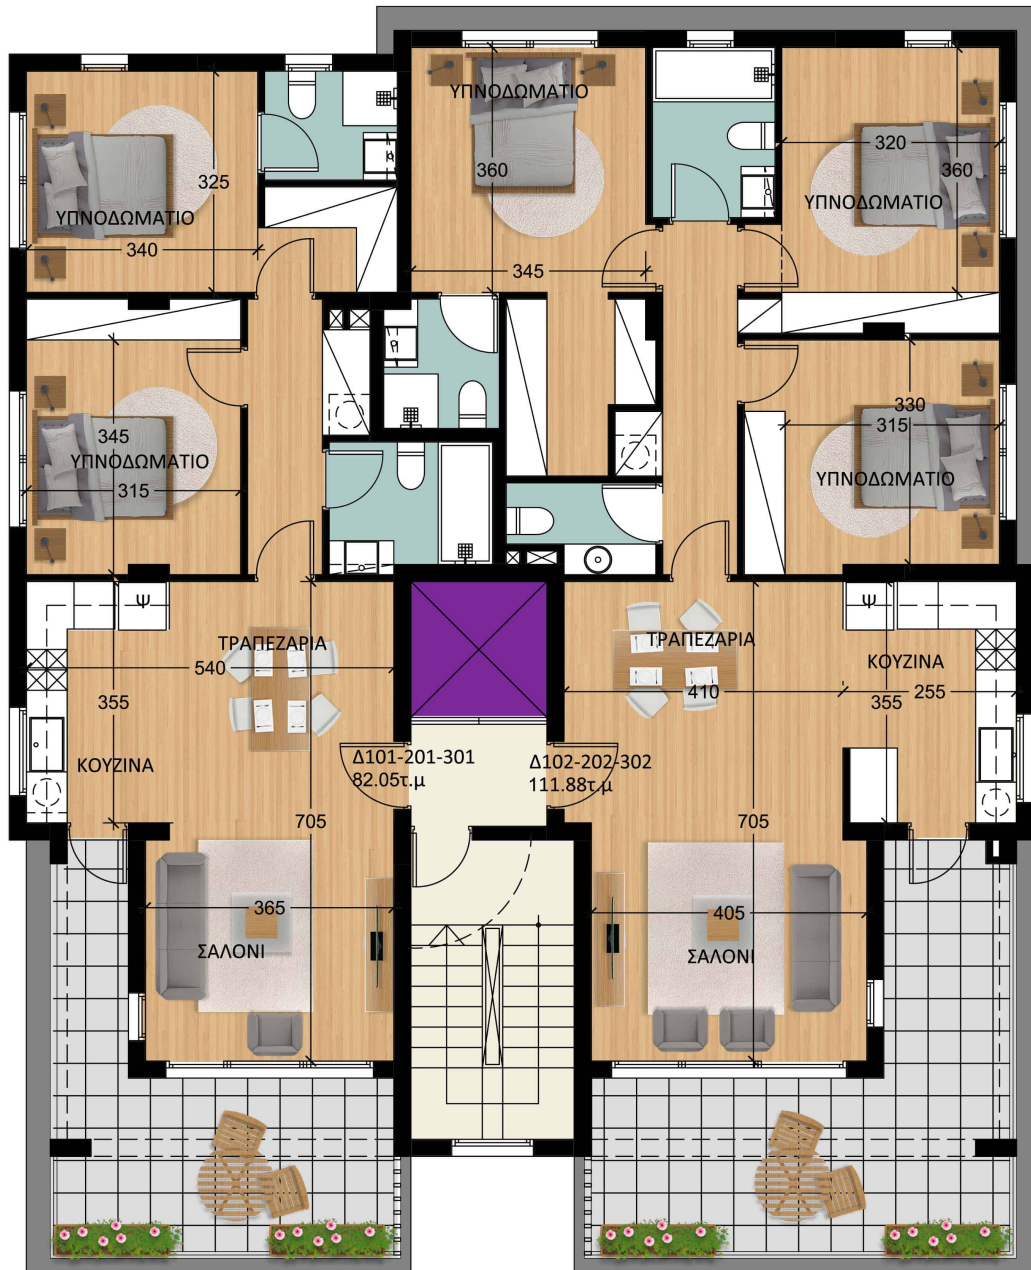 ΥΠΝΟΔΩΜΑΤΙΟ
325
340
ΥΠΝΟΔΩΜΑΤΙΟ
360
345
320
360
ΥΠΝΟΔΩΜΑΤΙΟ
345
ΥΠΝΟΔΩΜΑΤΙΟ
315
330
315
ΥΠΝΟΔΩΜΑΤΙΟ
Ψ
ΤΡΑΠΕΖΑΡΙΑ
540
355
ΚΟΥΖΙΝΑ
Ψ
ΤΡΑΠΕΖΑΡΙΑ
ΚΟΥΖΙΝΑ
410
355
255
Δ101-201-301
82.05τ.μ
Δ102-202-302
111.88τ.μ
705
365
ΣΑΛΟΝΙ
705
405
ΣΑΛΟΝΙ